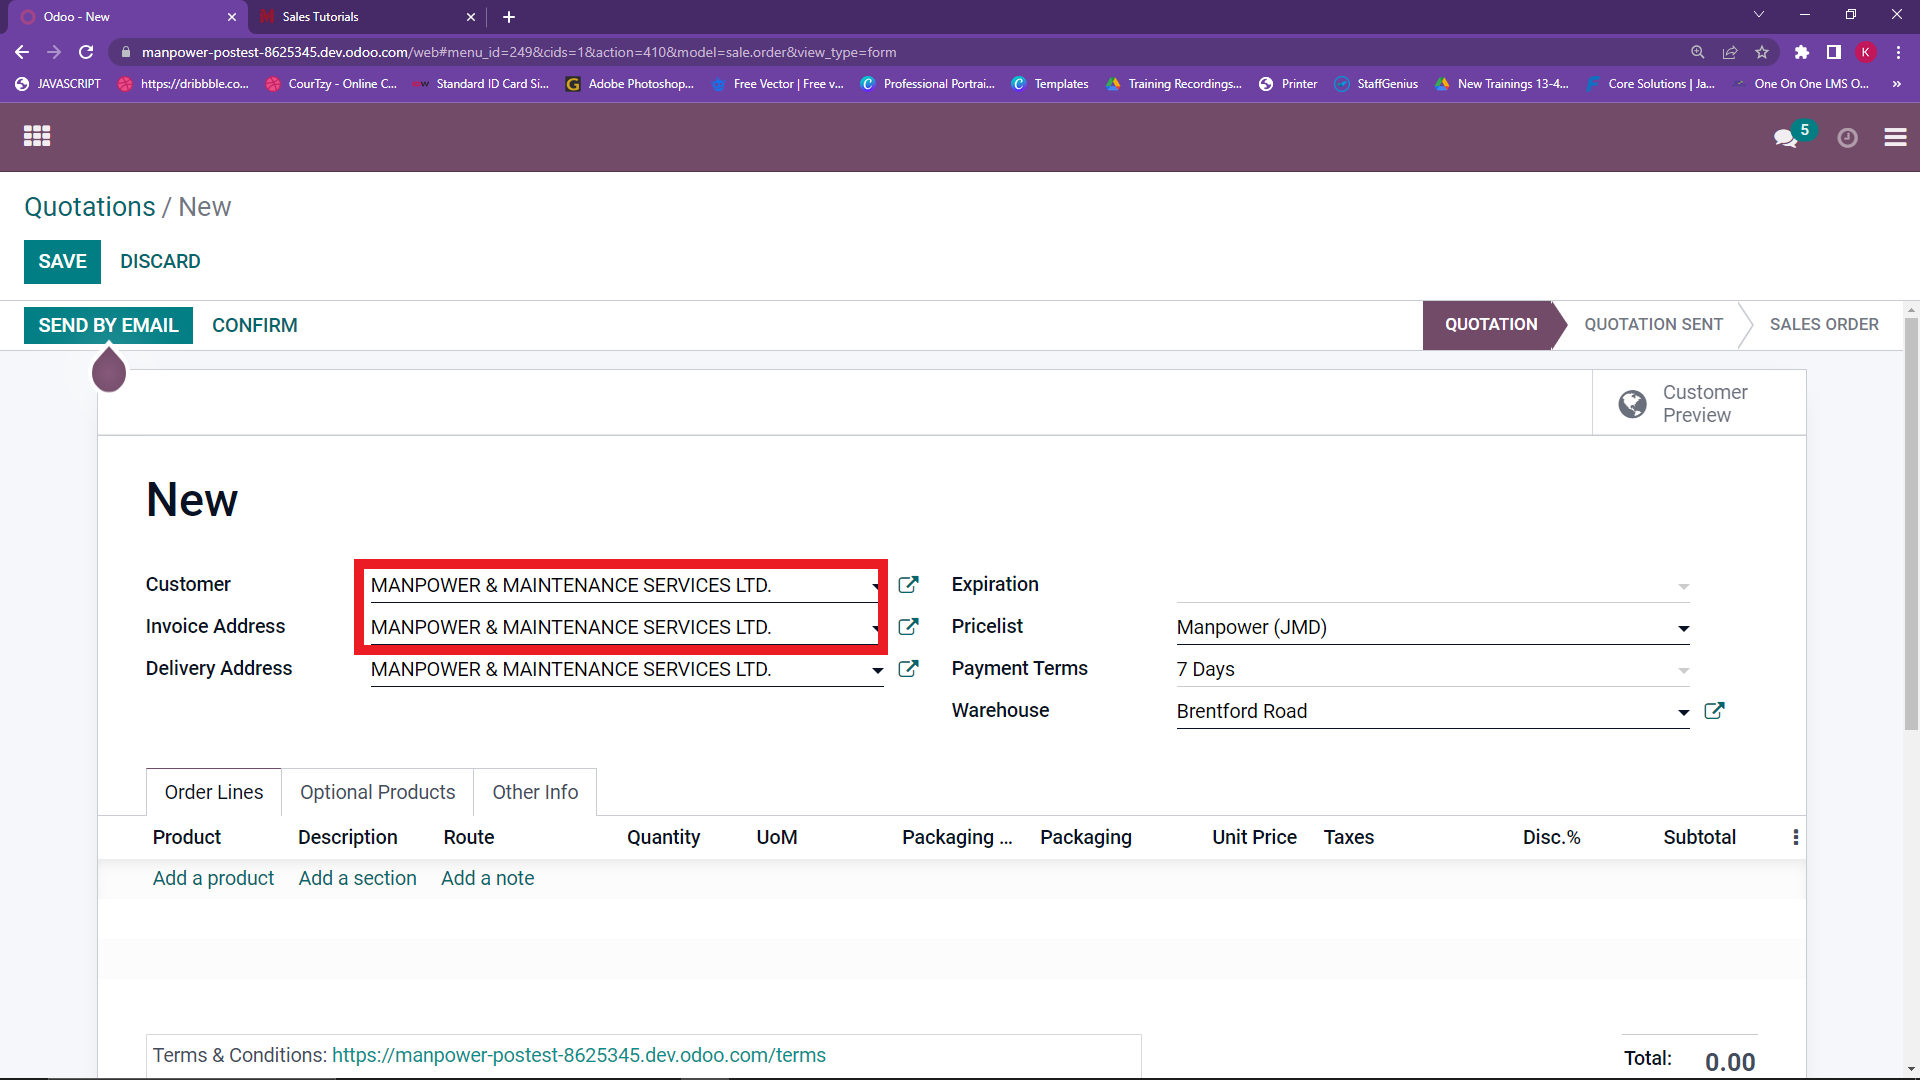 Odoo - New
Sales Tutorials
manpower-postest-8625345.dev.odoo.com/web#menu_id=249&cids=1&action=410&model=sale.order&view_type=form
K
JAVASCRIPT
https://dribbble.co...
CourTzy - Online C...
Standard ID Card Si...
Adobe Photoshop...
Free Vector | Free v...
Professional Portrai...
Templates
Training Recordings...
Printer
StaffGenius
New Trainings 13-4...
Core Solutions | Ja...
One On One LMS O...
»
5
Quotations / New
SAVE DISCARD
SEND BY EMAIL CONFIRM
QUOTATION QUOTATION SENT SALES ORDER
Customer
Preview
New
Customer MANPOWER & MAINTENANCE SERVICES LTD.
Invoice Address MANPOWER & MAINTENANCE SERVICES LTD.
Delivery Address MANPOWER & MAINTENANCE SERVICES LTD.
Expiration
Pricelist Manpower (JMD)
Payment Terms 7 Days
Warehouse Brentford Road
Order Lines Optional Products Other Info
Product Description Route Quantity UoM Packaging ... Packaging Unit Price Taxes Disc.% Subtotal
Add a product Add a section Add a note
Terms & Conditions: https://manpower-postest-8625345.dev.odoo.com/terms
Total: 0.00